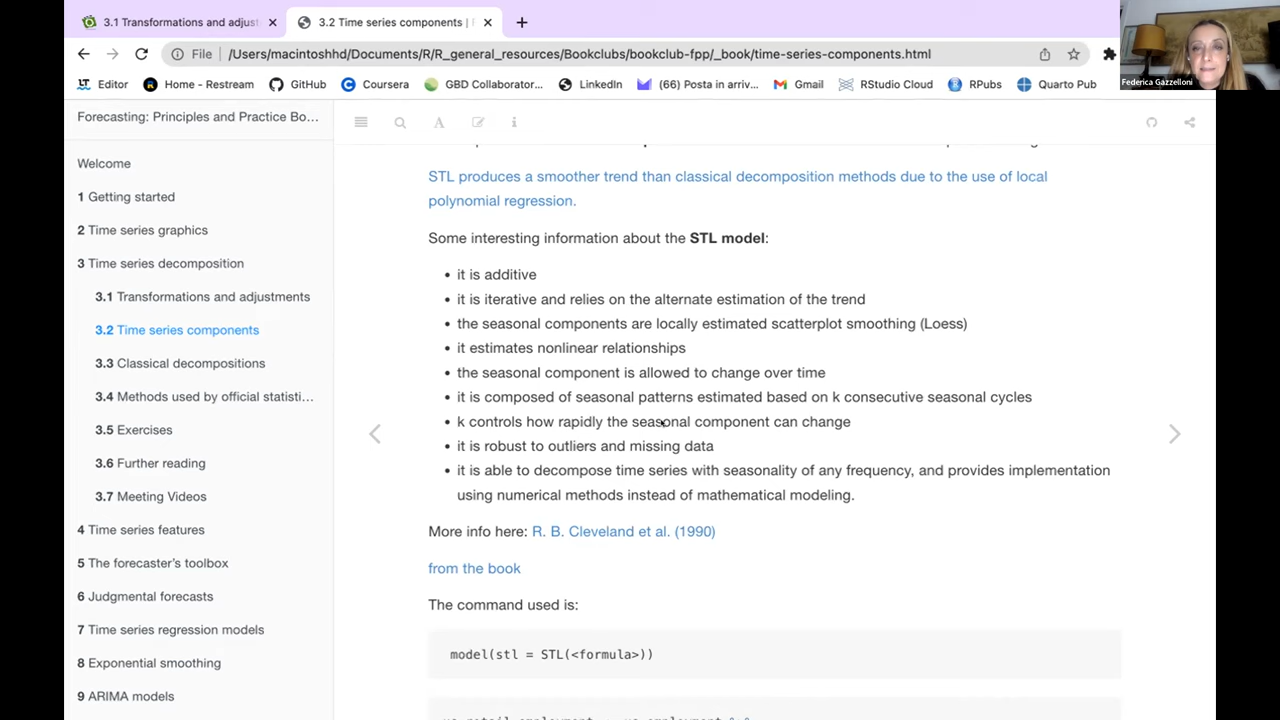 3.1 Transformations and adjust
3.2 Time series components |
File
/Users/macintoshhd/Documents/R/R_general_resources/Bookclubs/bookclub-fpp/_book/time-series-components.html
Federica Gazzelloni
Editor
Home - Restream
GitHub
Coursera
GBD Collaborator...
LinkedIn
(66) Posta in arriv...
Gmail
RStudio Cloud
RPubs
Quarto Pub
Forecasting: Principles and Practice Bo...
Welcome
1 Getting started
2 Time series graphics
3 Time series decomposition
3.1 Transformations and adjustments
3.2 Time series components
3.3 Classical decompositions
3.4 Methods used by official statisti...
3.5 Exercises
3.6 Further reading
3.7 Meeting Videos
4 Time series features
5 The forecaster's toolbox
6 Judgmental forecasts
7 Time series regression models
8 Exponential smoothing
9 ARIMA models
STL produces a smoother trend than classical decomposition methods due to the use of local
polynomial regression.
Some interesting information about the STL model:
• it is additive
• it is iterative and relies on the alternate estimation of the trend
• the seasonal components are locally estimated scatterplot smoothing (Loess)
• it estimates nonlinear relationships
• the seasonal component is allowed to change over time
• it is composed of seasonal patterns estimated based on k consecutive seasonal cycles
• k controls how rapidly the seasonal component can change
• it is robust to outliers and missing data
• it is able to decompose time series with seasonality of any frequency, and provides implementation
using numerical methods instead of mathematical modeling.
More info here: R. B. Cleveland et al. (1990)
from the book
The command used is:
model(stl = STL(<formula>))